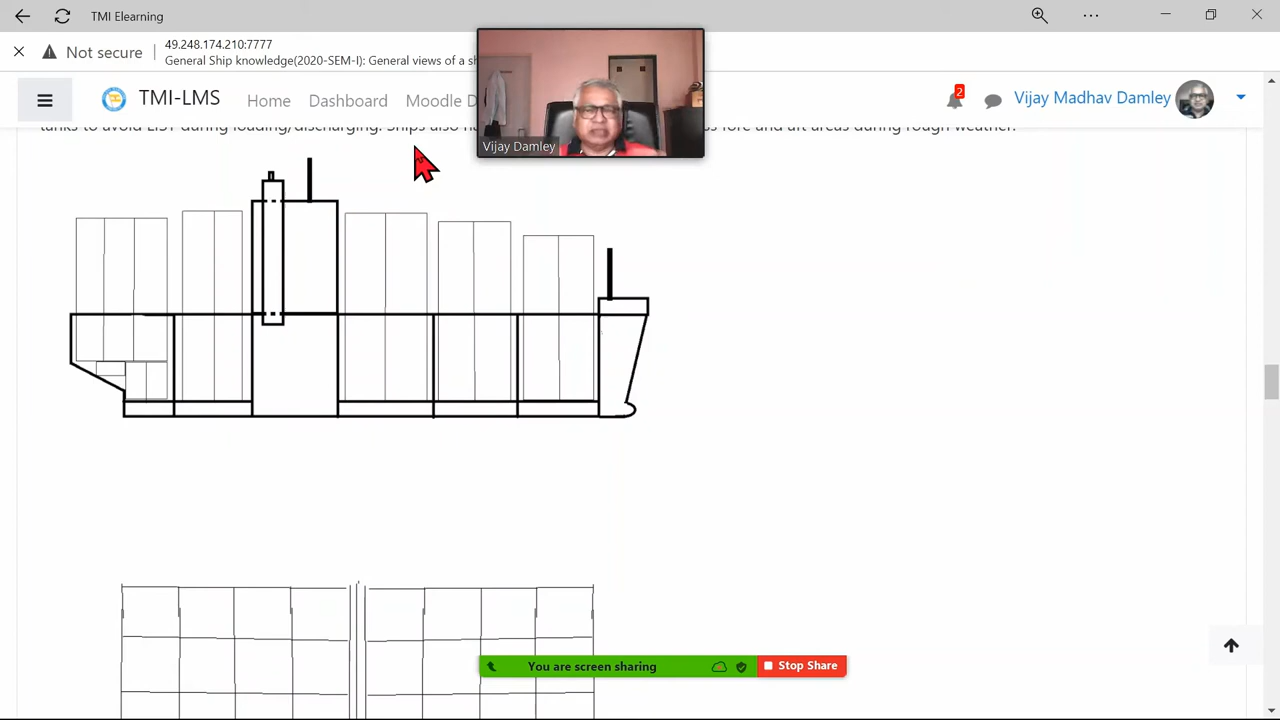 TMI Elearning
Not secure
49.248.174.210:7777
General Ship knowledge(2020-SEM-I): General views of a sh
TMI-LMS
Home
Dashboard
Moodle D
2
Vijay Madhav Damley
Vijay Damley
tanks to avoid LIST during loading/discharging. Ships also ha
ss fore and aft areas during rough weather.
You are screen sharing
Stop Share